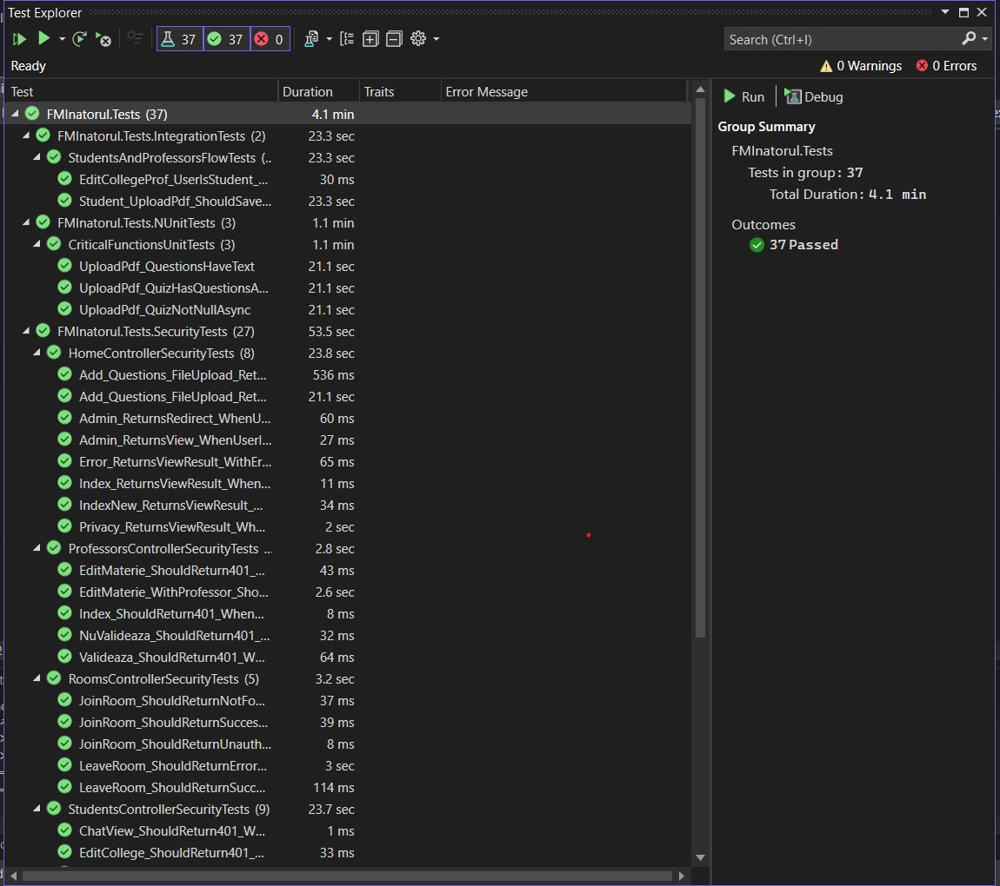 Test Explorer
37 37 0
Search (Ctrl+I)
Ready
0 Warnings 0 Errors
Test Duration Traits Error Message
FMInatorul.Tests (37) 4.1 min
FMInatorul.Tests.IntegrationTests (2) 23.3 sec
StudentsAndProfessorsFlowTests (.. 23.3 sec
EditCollegeProf_UserIsStudent_... 30 ms
Student_UploadPdf_ShouldSave... 23.3 sec
FMInatorul.Tests.NUnitTests (3) 1.1 min
CriticalFunctionsUnitTests (3) 1.1 min
UploadPdf_QuestionsHaveText 21.1 sec
UploadPdf_QuizHasQuestionsA... 21.1 sec
UploadPdf_QuizNotNullAsync 21.1 sec
FMInatorul.Tests.SecurityTests (27) 53.5 sec
HomeControllerSecurityTests (8) 23.8 sec
Add_Questions_FileUpload_Ret... 536 ms
Add_Questions_FileUpload_Ret... 21.1 sec
Admin_ReturnsRedirect_WhenU... 60 ms
Admin_ReturnsView_WhenUserI... 27 ms
Error_ReturnsViewResult_WithEr... 65 ms
Index_ReturnsViewResult_When... 11 ms
IndexNew_ReturnsViewResult_... 34 ms
Privacy_ReturnsViewResult_Wh... 2 sec
ProfessorsControllerSecurityTests ... 2.8 sec
EditMaterie_ShouldReturn401_... 43 ms
EditMaterie_WithProfessor_Sho... 2.6 sec
Index_ShouldReturn401_When... 8 ms
NuValideaza_ShouldReturn401_... 32 ms
Valideaza_ShouldReturn401_W... 64 ms
RoomsControllerSecurityTests (5) 3.2 sec
JoinRoom_ShouldReturnNotFo... 37 ms
JoinRoom_ShouldReturnSucces... 39 ms
JoinRoom_ShouldReturnUnauth... 8 ms
LeaveRoom_ShouldReturnError... 3 sec
LeaveRoom_ShouldReturnSucc... 114 ms
StudentsControllerSecurityTests (9) 23.7 sec
ChatView_ShouldReturn401_W... 1 ms
EditCollege_ShouldReturn401_... 33 ms
Run Debug
Group Summary
FMInatorul.Tests
Tests in group: 37
Total Duration: 4.1 min
Outcomes
37 Passed